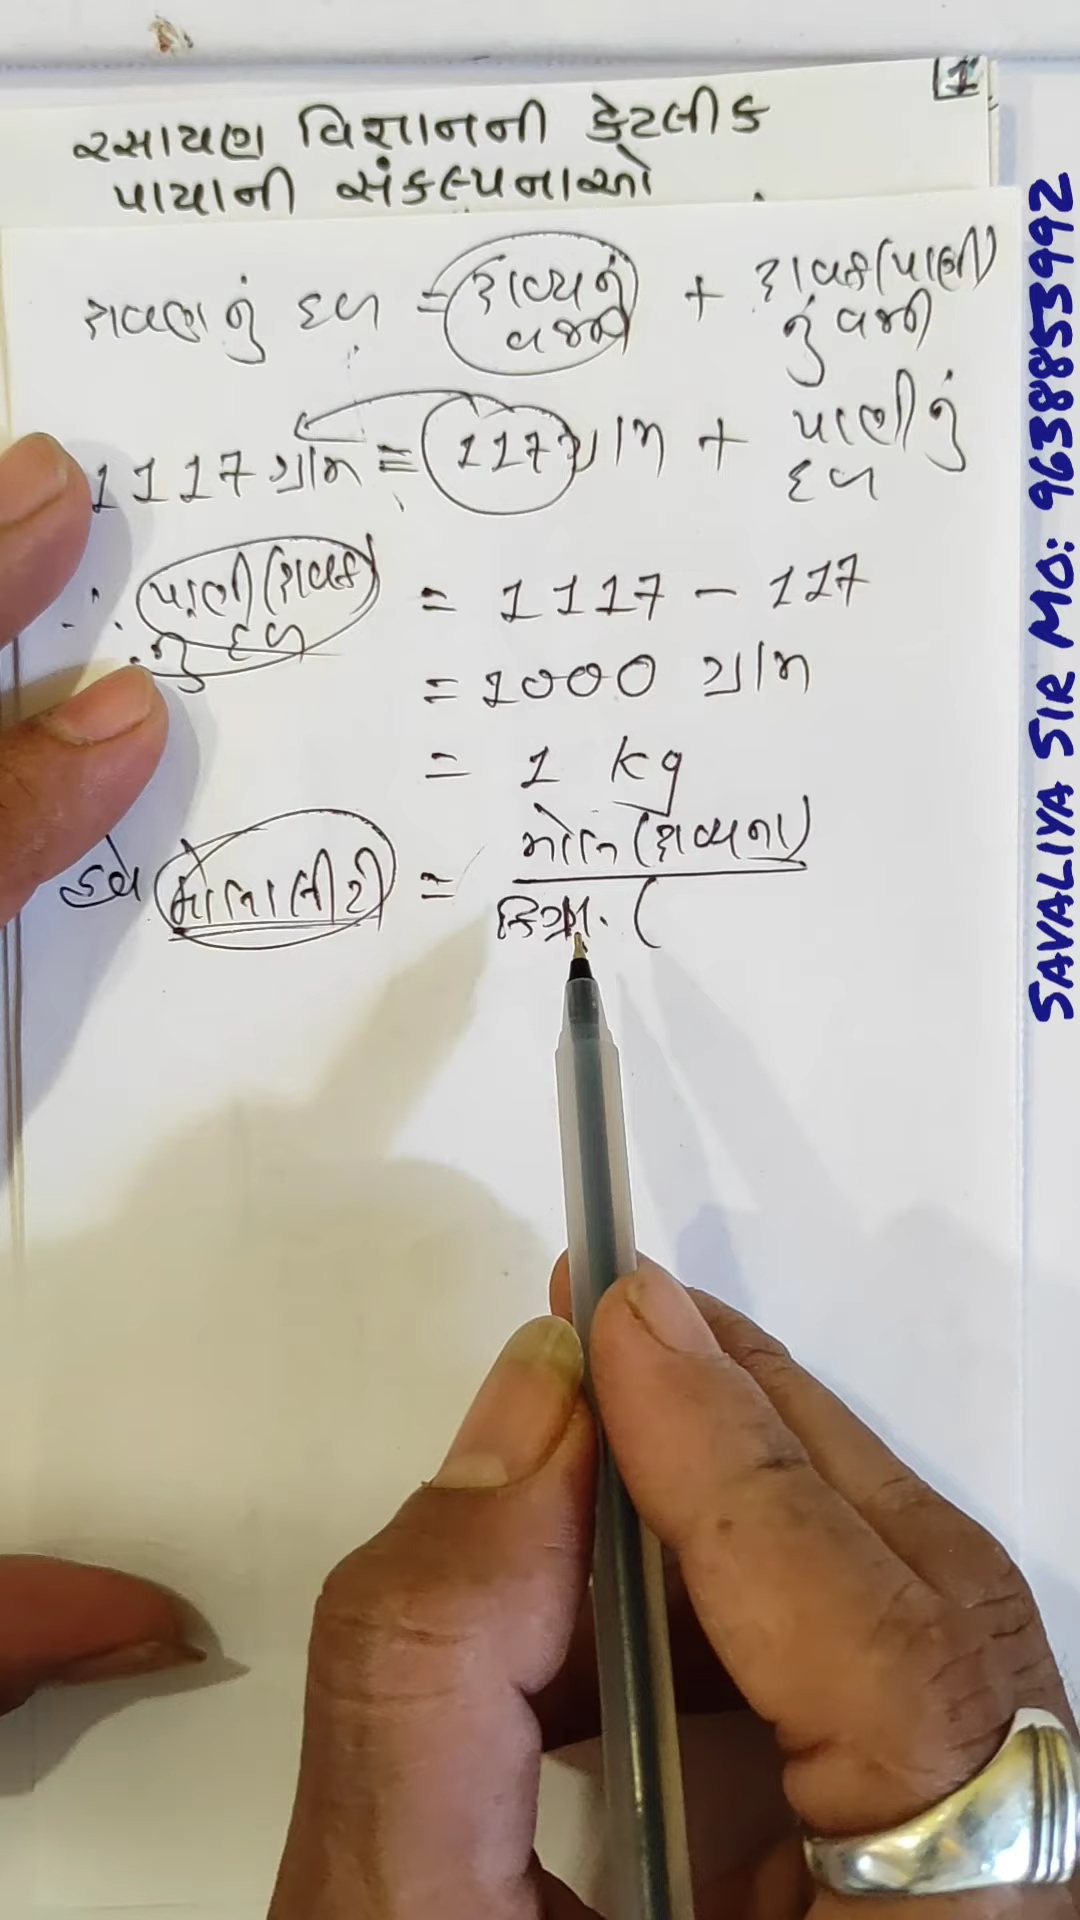 1
રસાયણ વિજ્ઞાનની કેટલીક
પાયાની સંકલ્પનાઓ
દ્રાવણનું દળ = દ્રાવ્યનું વજન + દ્રાવક (પાણી)નું વજન
1117 ગ્રામ = 117 ગ્રામ + પાણીનું દળ
∴ પાણી (દ્રાવક)નું દળ = 1117 - 117
= 1000 ગ્રામ
= 1 kg
હવે મોલાલીટી = મોલ (દ્રાવ્યના)
કિગ્રા. (
SAVALIYA SIR MO: 9638853992